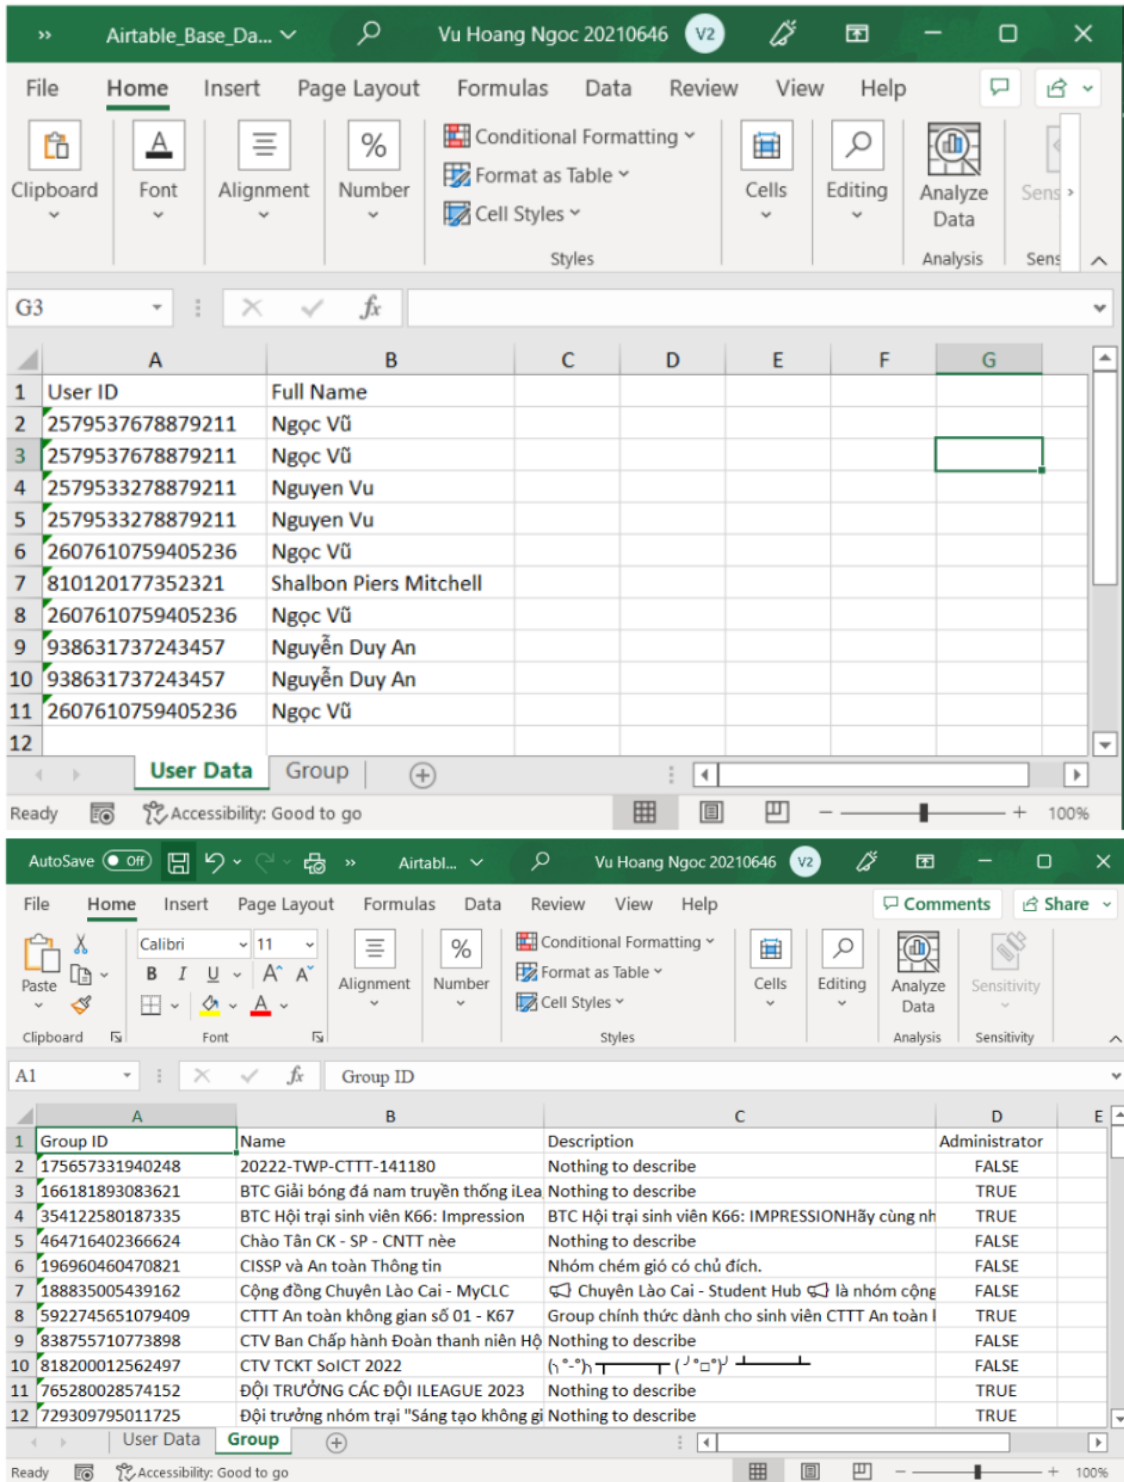 Airtable_Base_Da... Vu Hoang Ngoc 20210646 V2
File Home Insert Page Layout Formulas Data Review View Help
Clipboard Font Alignment Number Conditional Formatting Format as Table Cell Styles Cells Editing Analyze Data Sens
Styles Analysis Sens
G3 fx
A B C D E F G
1 User ID Full Name
2 2579537678879211 Ngọc Vũ
3 2579537678879211 Ngọc Vũ
4 2579533278879211 Nguyen Vu
5 2579533278879211 Nguyen Vu
6 2607610759405236 Ngọc Vũ
7 810120177352321 Shalbon Piers Mitchell
8 2607610759405236 Ngọc Vũ
9 938631737243457 Nguyễn Duy An
10 938631737243457 Nguyễn Duy An
11 2607610759405236 Ngọc Vũ
12
User Data Group
Ready Accessibility: Good to go 100%
AutoSave Off Airtabl... Vu Hoang Ngoc 20210646 V2
File Home Insert Page Layout Formulas Data Review View Help Comments Share
Paste Calibri 11 B I U A A A Alignment Number Conditional Formatting Format as Table Cell Styles Cells Editing Analyze Data Sensitivity
Clipboard Font Styles Analysis Sensitivity
A1 fx Group ID
A B C D E
1 Group ID Name Description Administrator
2 175657331940248 20222-TWP-CTTT-141180 Nothing to describe FALSE
3 166181893083621 BTC Giải bóng đá nam truyền thống iLea Nothing to describe TRUE
4 354122580187335 BTC Hội trại sinh viên K66: Impression BTC Hội trại sinh viên K66: IMPRESSIONHãy cùng nh TRUE
5 464716402366624 Chào Tân CK - SP - CNTT nèe Nothing to describe FALSE
6 196960460470821 CISSP và An toàn Thông tin Nhóm chém gió có chủ đích. FALSE
7 188835005439162 Cộng đồng Chuyên Lào Cai - MyCLC 📢 Chuyên Lào Cai - Student Hub 📢 là nhóm cộng FALSE
8 5922745651079409 CTTT An toàn không gian số 01 - K67 Group chính thức dành cho sinh viên CTTT An toàn TRUE
9 838755710773898 CTV Ban Chấp hành Đoàn thanh niên Hộ Nothing to describe FALSE
10 818200012562497 CTV TCKT SoICT 2022 (╮°-°)╮┳━━━━┳ ( ╯°□°)╯ ┻━━━━┻ FALSE
11 765280028574152 ĐỘI TRƯỞNG CÁC ĐỘI ILEAGUE 2023 Nothing to describe TRUE
12 729309795011725 Đội trưởng nhóm trại "Sáng tạo không gi Nothing to describe TRUE
User Data Group
Ready Accessibility: Good to go 100%